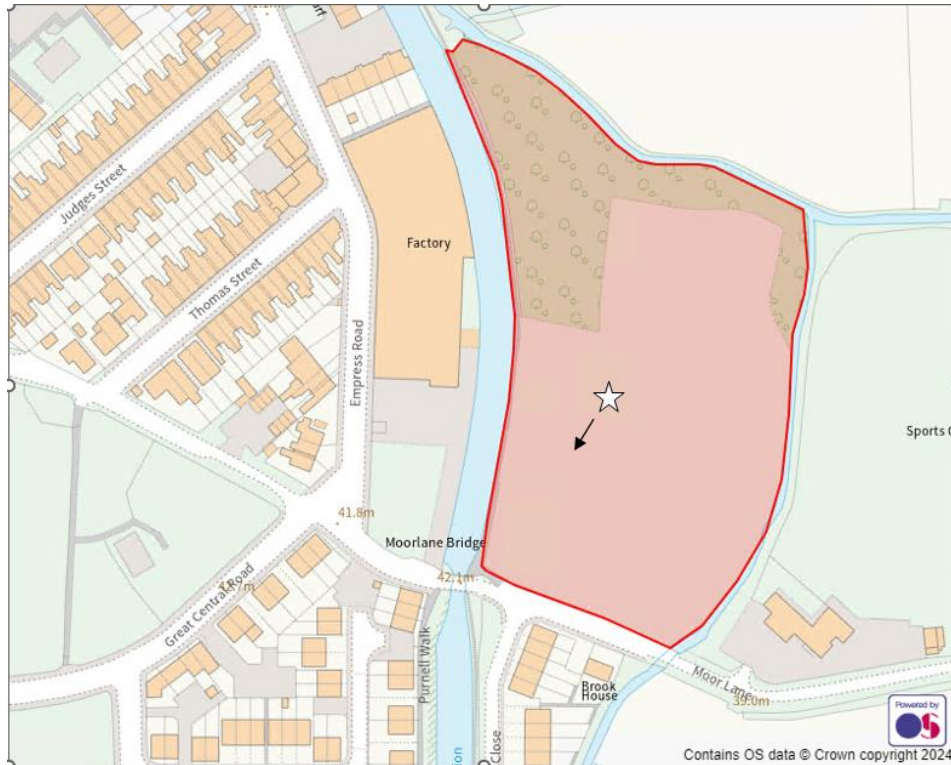 Judges Street
Thomas Street
Empress Road
Factory
Sports
41.8m
Moorlane Bridge
42.1m
Great Central Road
Purnell Walk
Close
Brook
House
Moor Lane
39.0m
Powered by
OS
Contains OS data © Crown copyright 2024